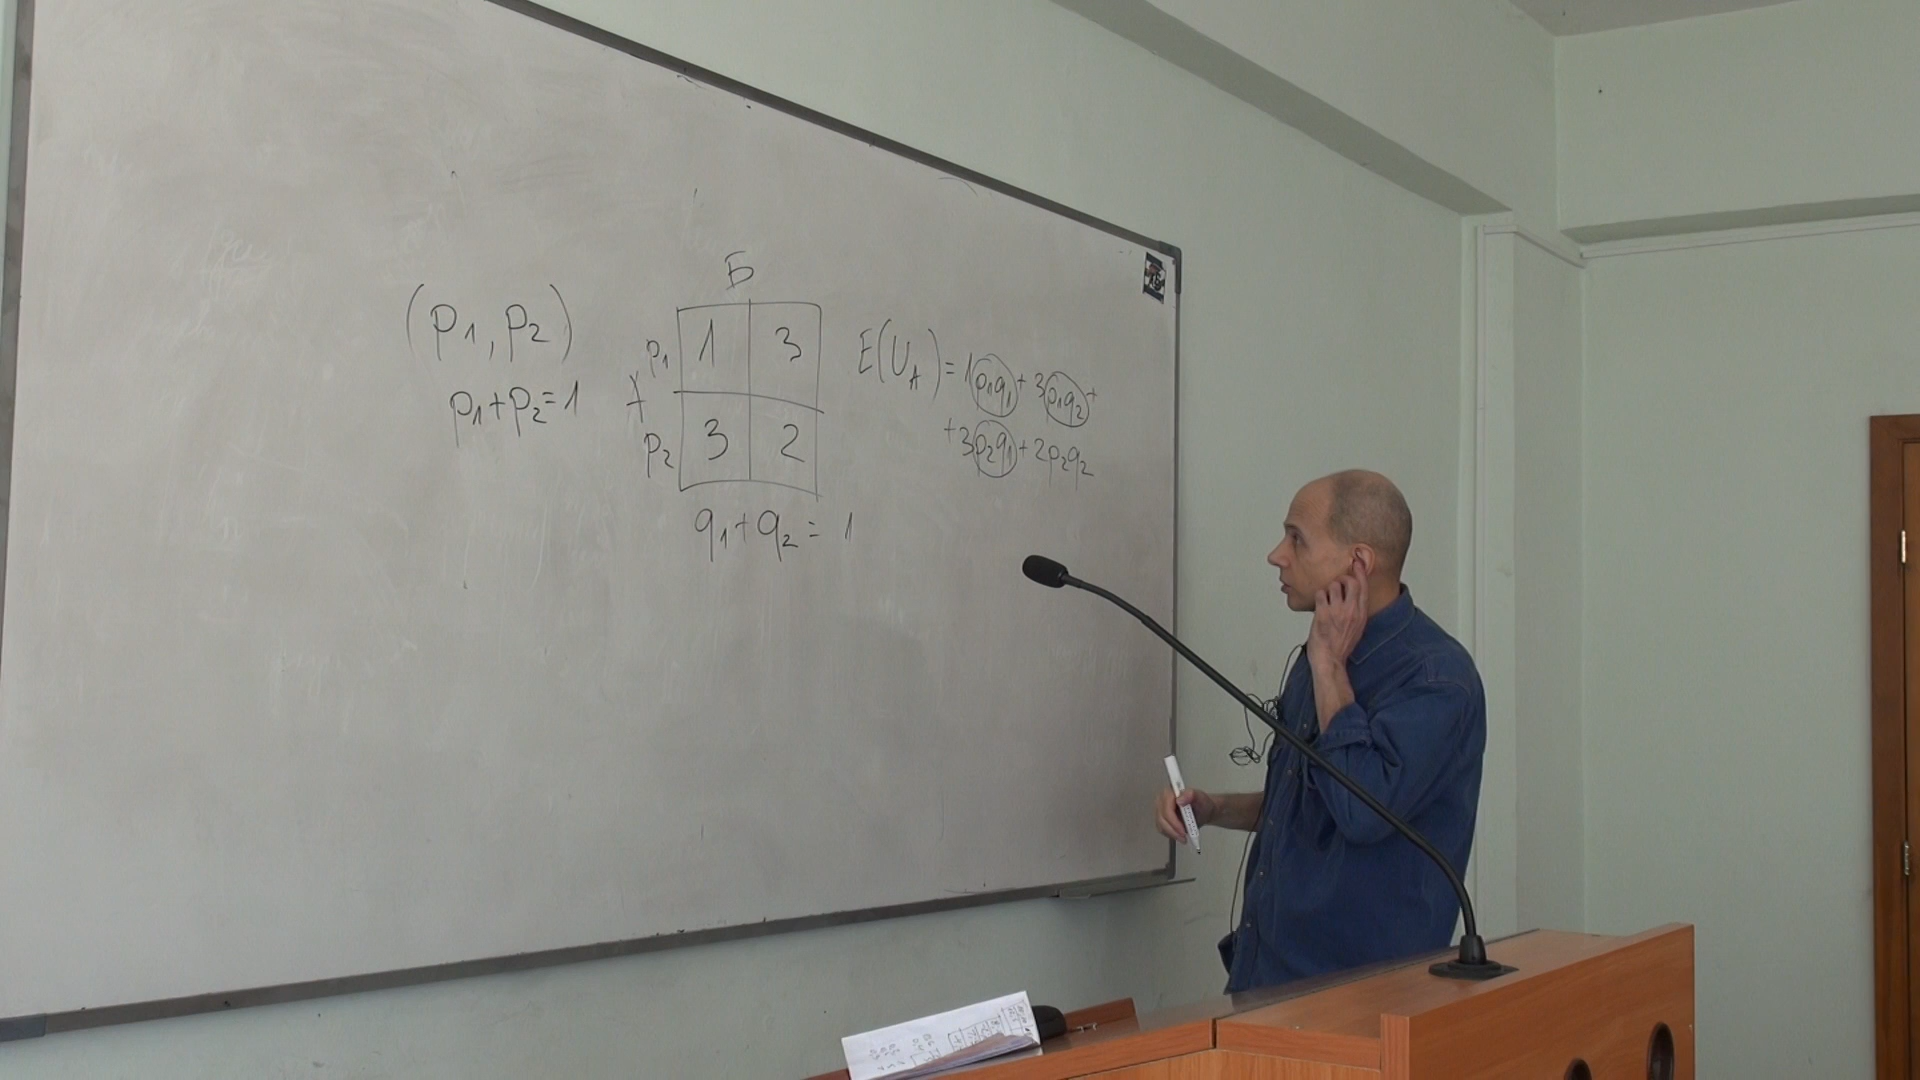 (p₁, p₂)
p₁+p₂=1
Б
p₁ 1 3
p₂ 3 2
q₁+q₂=1
E(U_A)=1p₁q₁+3p₁q₂+
+3p₂q₁+2p₂q₂